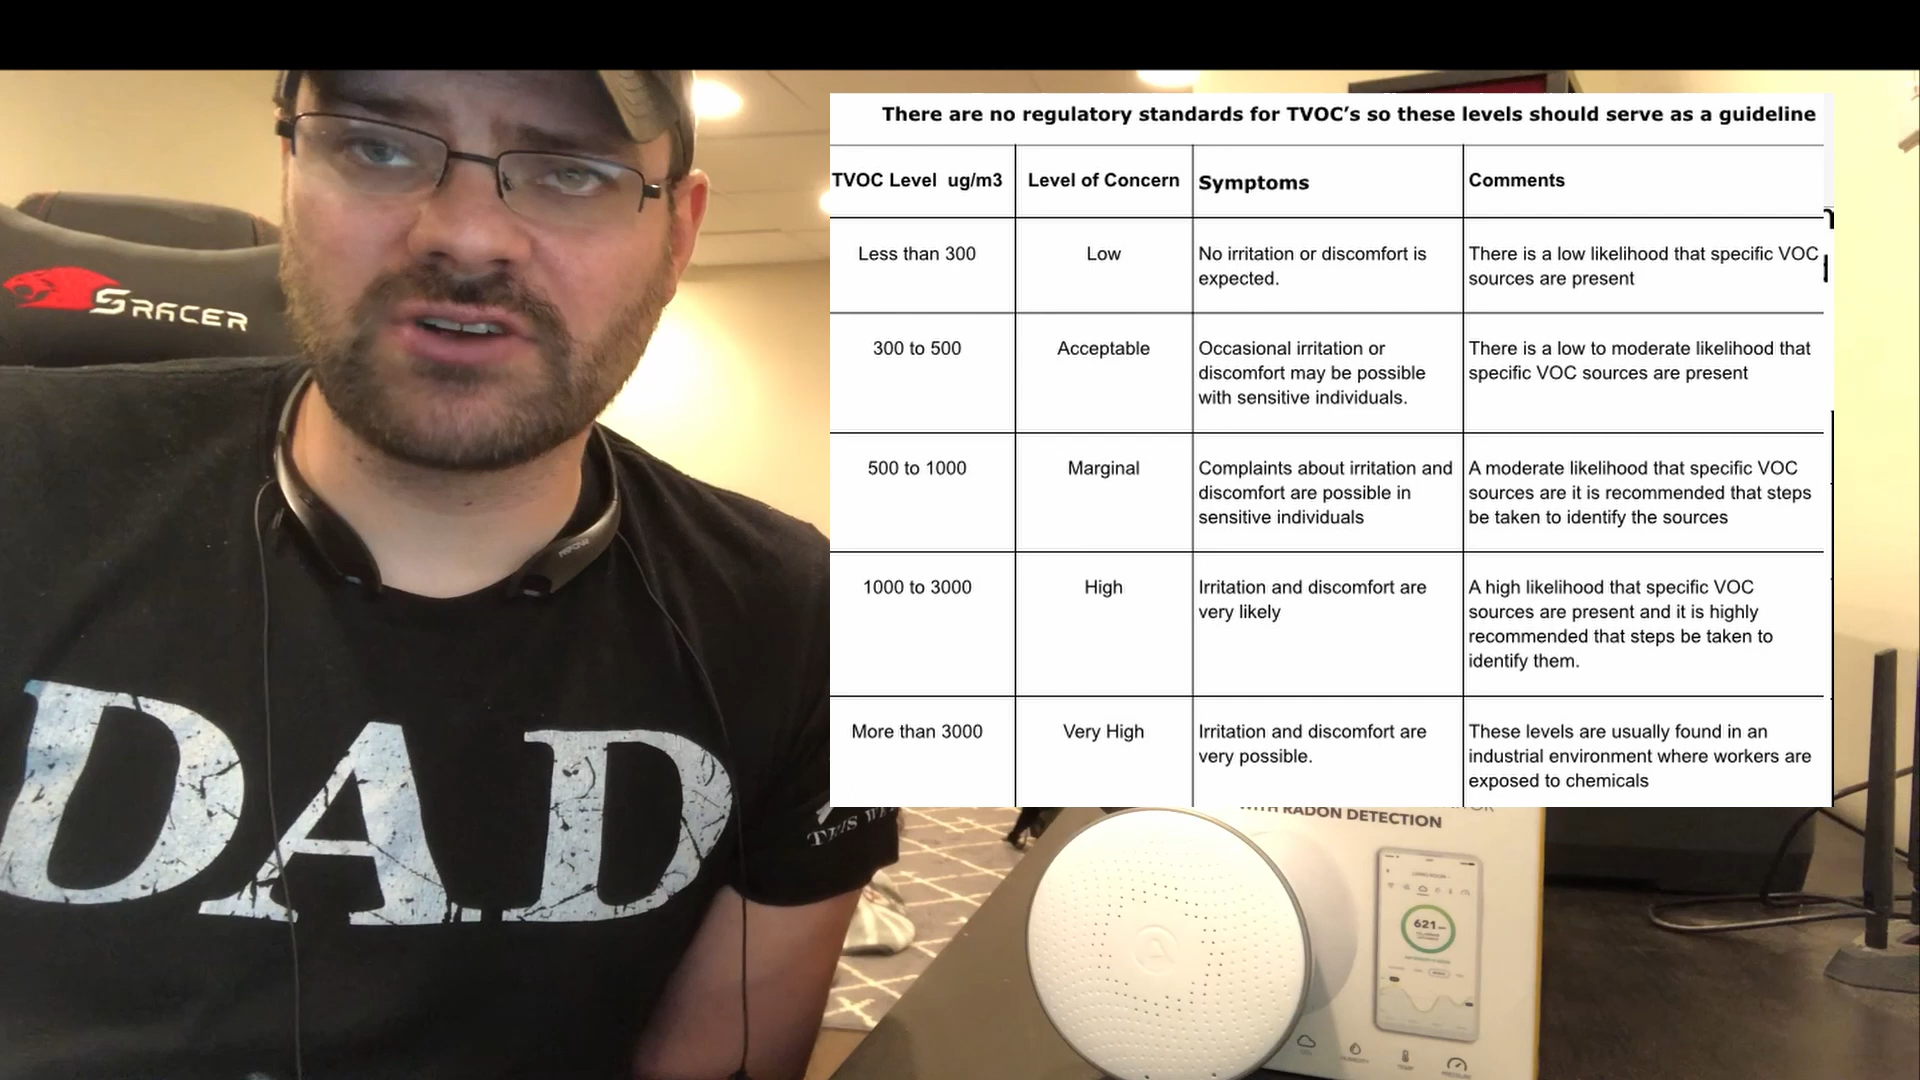 There are no regulatory standards for TVOC's so these levels should serve as a guideline
TVOC Level ug/m3
Level of Concern
Symptoms
Comments
Less than 300
Low
No irritation or discomfort is
expected.
There is a low likelihood that specific VOC
sources are present
300 to 500
Acceptable
Occasional irritation or
discomfort may be possible
with sensitive individuals.
There is a low to moderate likelihood that
specific VOC sources are present
500 to 1000
Marginal
Complaints about irritation and
discomfort are possible in
sensitive individuals
A moderate likelihood that specific VOC
sources are it is recommended that steps
be taken to identify the sources
1000 to 3000
High
Irritation and discomfort are
very likely
A high likelihood that specific VOC
sources are present and it is highly
recommended that steps be taken to
identify them.
More than 3000
Very High
Irritation and discomfort are
very possible.
These levels are usually found in an
industrial environment where workers are
exposed to chemicals
SRACER
DAD
WITH RADON DETECTION
621
HUMIDITY
TEMP
PRESSURE